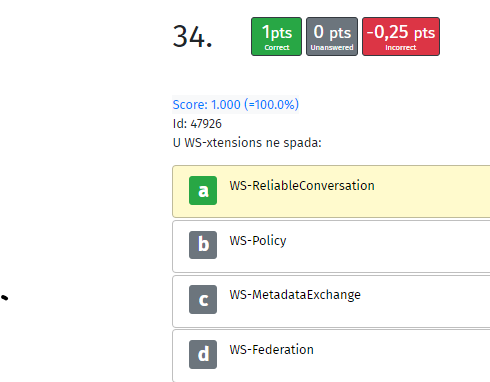 34.
1pts
Correct
0 pts
Unanswered
-0,25 pts
Incorrect
Score: 1.000 (=100.0%)
Id: 47926
U WS-xtensions ne spada:
a WS-ReliableConversation
b WS-Policy
c WS-MetadataExchange
d WS-Federation